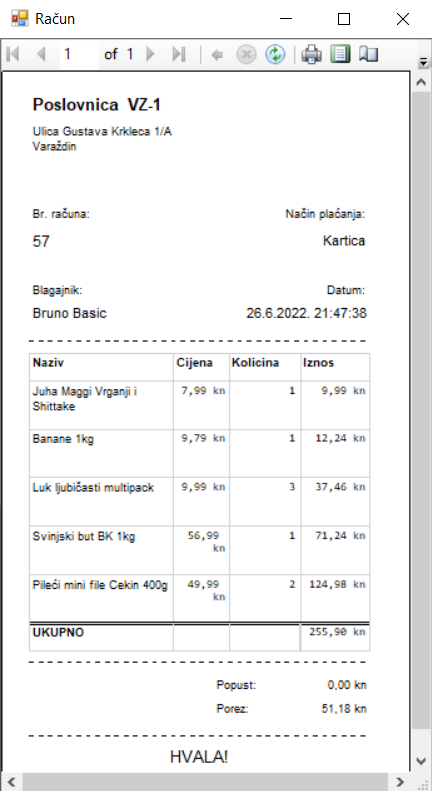 Račun
1 of 1
Poslovnica VZ-1
Ulica Gustava Krkleca 1/A
Varaždin
Br. računa: Način plaćanja:
57 Kartica
Blagajnik: Datum:
Bruno Basic 26.6.2022. 21:47:38
Naziv Cijena Kolicina Iznos
Juha Maggi Vrganji i 7,99 kn 1 9,99 kn
Shittake
Banane 1kg 9,79 kn 1 12,24 kn
Luk ljubičasti multipack 9,99 kn 3 37,46 kn
Svinjski but BK 1kg 56,99 1 71,24 kn
kn
Pileći mini file Cekin 400g 49,99 2 124,98 kn
kn
UKUPNO 255,90 kn
Popust: 0,00 kn
Porez: 51,18 kn
HVALA!